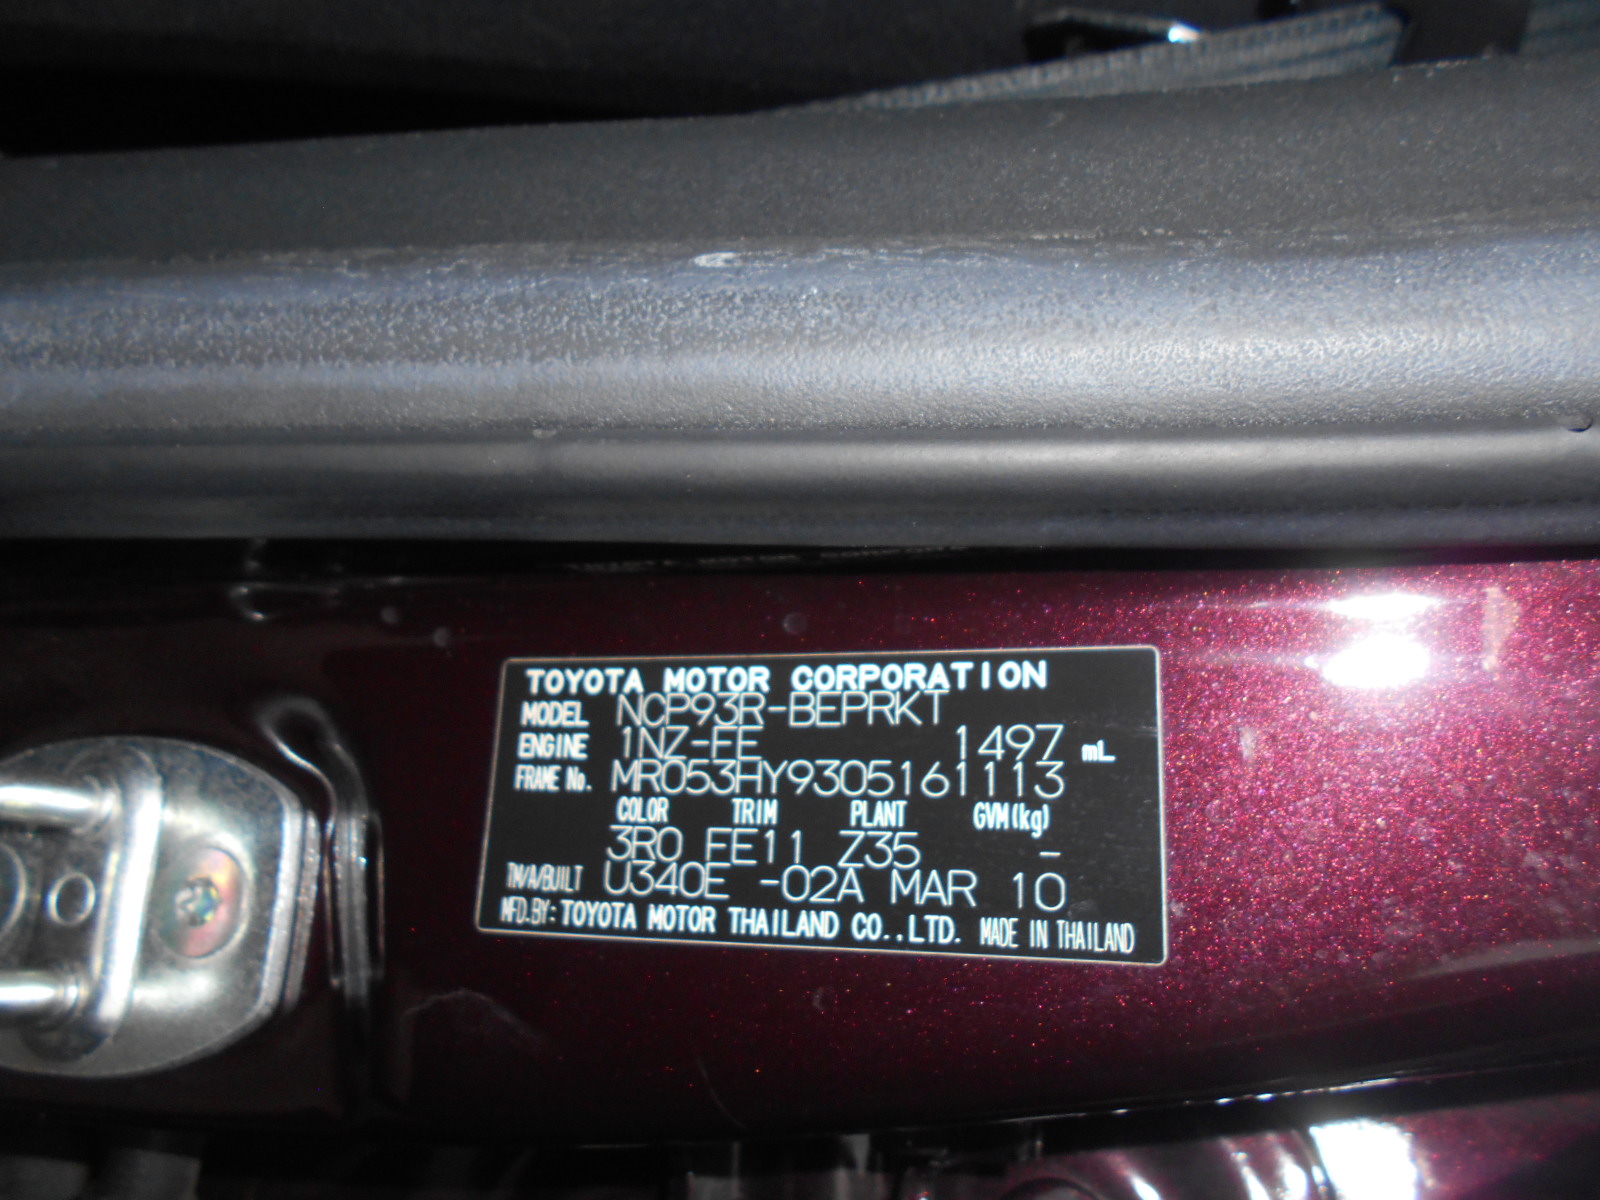 TOYOTA MOTOR CORPORATION
MODEL NCP93R-BEPRKT
ENGINE 1NZ-FE 1497 mL
FRAME No. MR053HY9305161113
COLOR TRIM PLANT GVM(kg)
3R0 FE11 Z35 -
TM/A/BUILT U340E -02A MAR 10
MFD.BY: TOYOTA MOTOR THAILAND CO.,LTD. MADE IN THAILAND